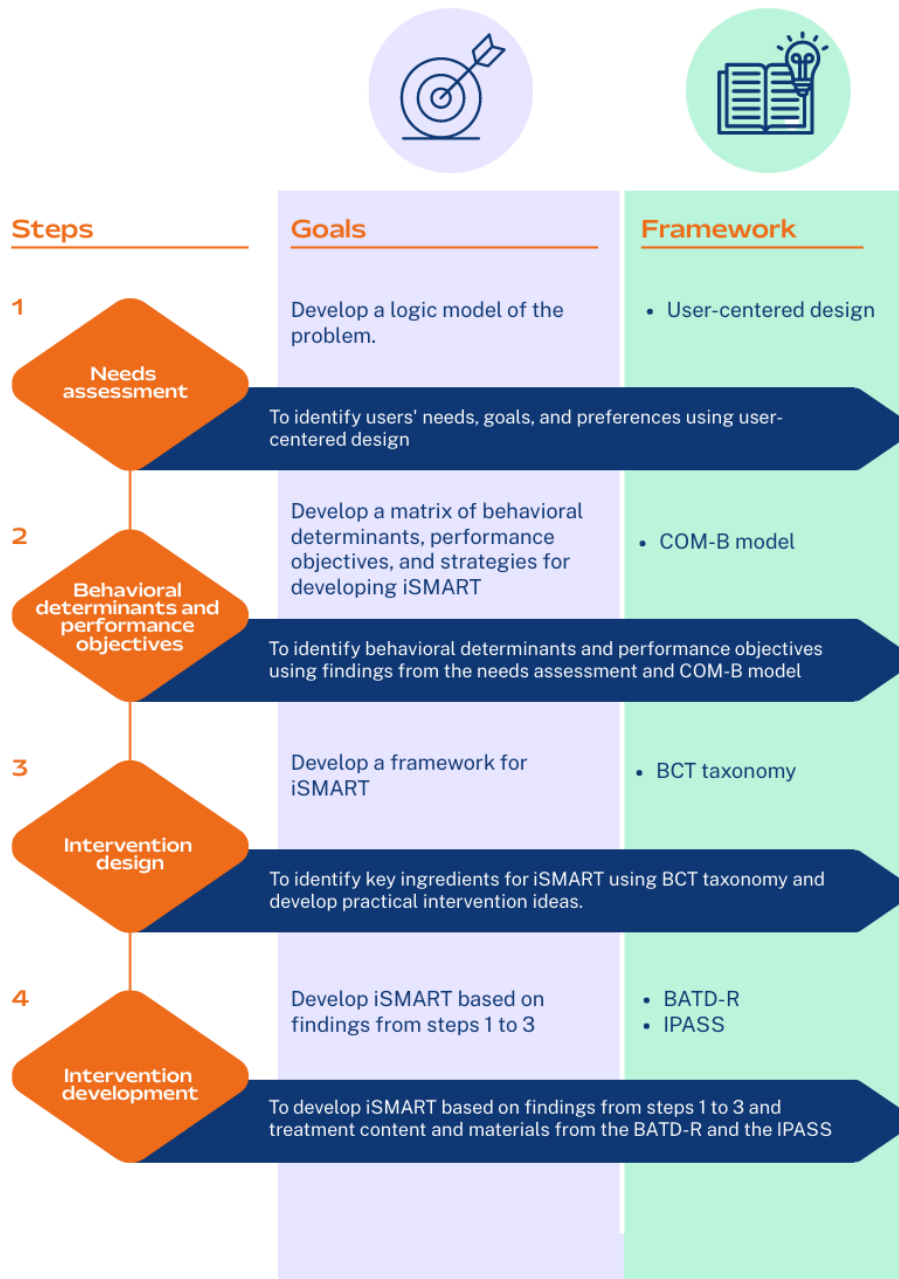 Steps
Goals
Framework
1
Needs
assessment
Develop a logic model of the
problem.
• User-centered design
To identify users' needs, goals, and preferences using user-
centered design
2
Behavioral
determinants and
performance
objectives
Develop a matrix of behavioral
determinants, performance
objectives, and strategies for
developing iSMART
• COM-B model
To identify behavioral determinants and performance objectives
using findings from the needs assessment and COM-B model
3
Intervention
design
Develop a framework for
iSMART
• BCT taxonomy
To identify key ingredients for iSMART using BCT taxonomy and
develop practical intervention ideas.
4
Intervention
development
Develop iSMART based on
findings from steps 1 to 3
• BATD-R
• IPASS
To develop iSMART based on findings from steps 1 to 3 and
treatment content and materials from the BATD-R and the IPASS